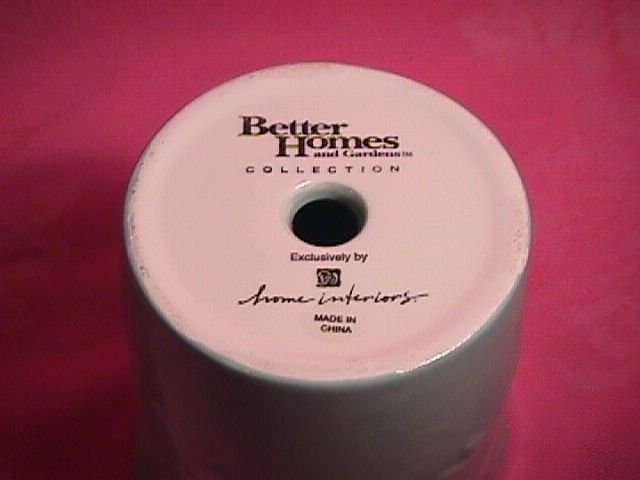 Better
Homes
and Gardens™
COLLECTION
Exclusively by
home interiors
MADE IN
CHINA